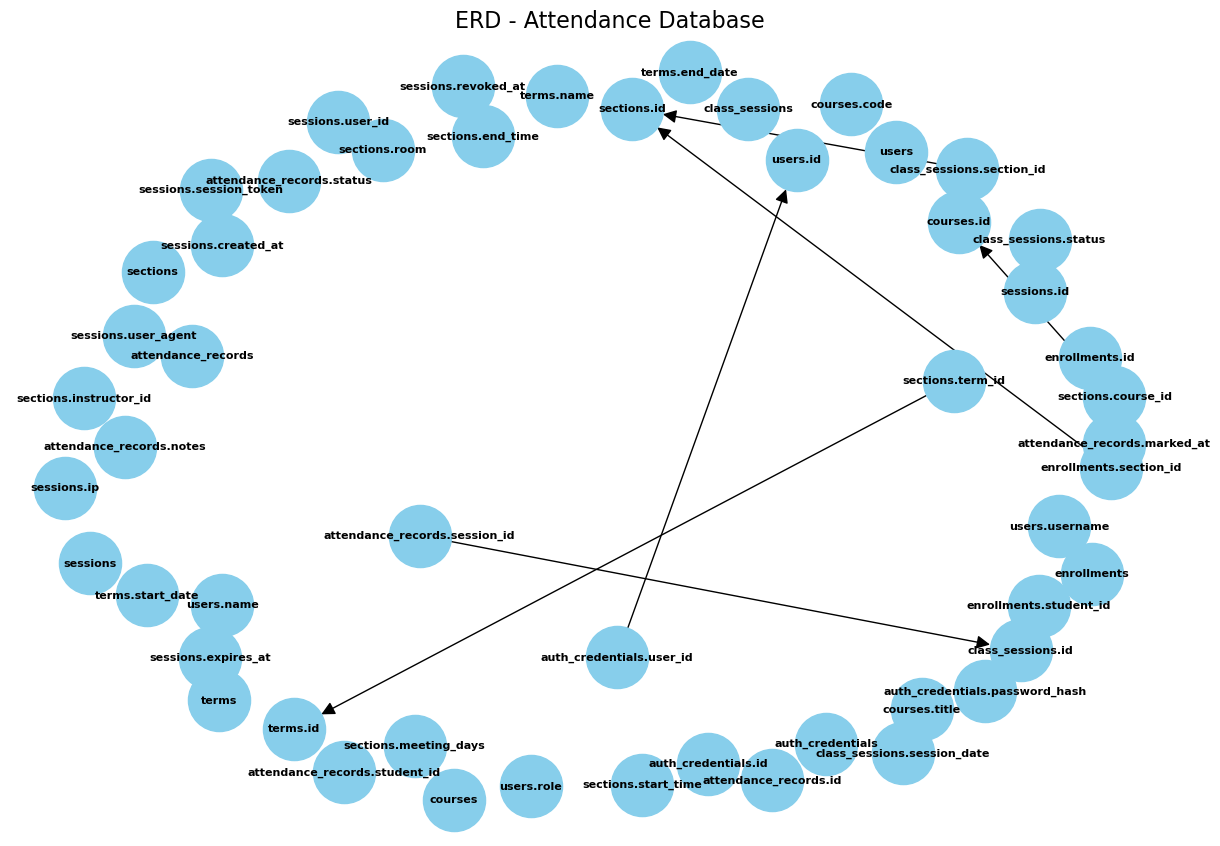 ERD - Attendance Database
terms.end_date
sessions.revoked_at
terms.name
sections.id
class_sessions
courses.code
sessions.user_id
sections.end_time
sections.room
users.id
users
class_sessions.section_id
attendance_records.status
sessions.session_token
courses.id
class_sessions.status
sessions.created_at
sections
sessions.id
sessions.user_agent
attendance_records
enrollments.id
sections.term_id
sections.instructor_id
sections.course_id
attendance_records.notes
attendance_records.marked_at
enrollments.section_id
sessions.ip
users.username
attendance_records.session_id
sessions
enrollments
terms.start_date
users.name
enrollments.student_id
class_sessions.id
sessions.expires_at
auth_credentials.user_id
auth_credentials.password_hash
terms
courses.title
terms.id
sections.meeting_days
auth_credentials
class_sessions.session_date
auth_credentials.id
attendance_records.student_id
attendance_records.id
sections.start_time
users.role
courses